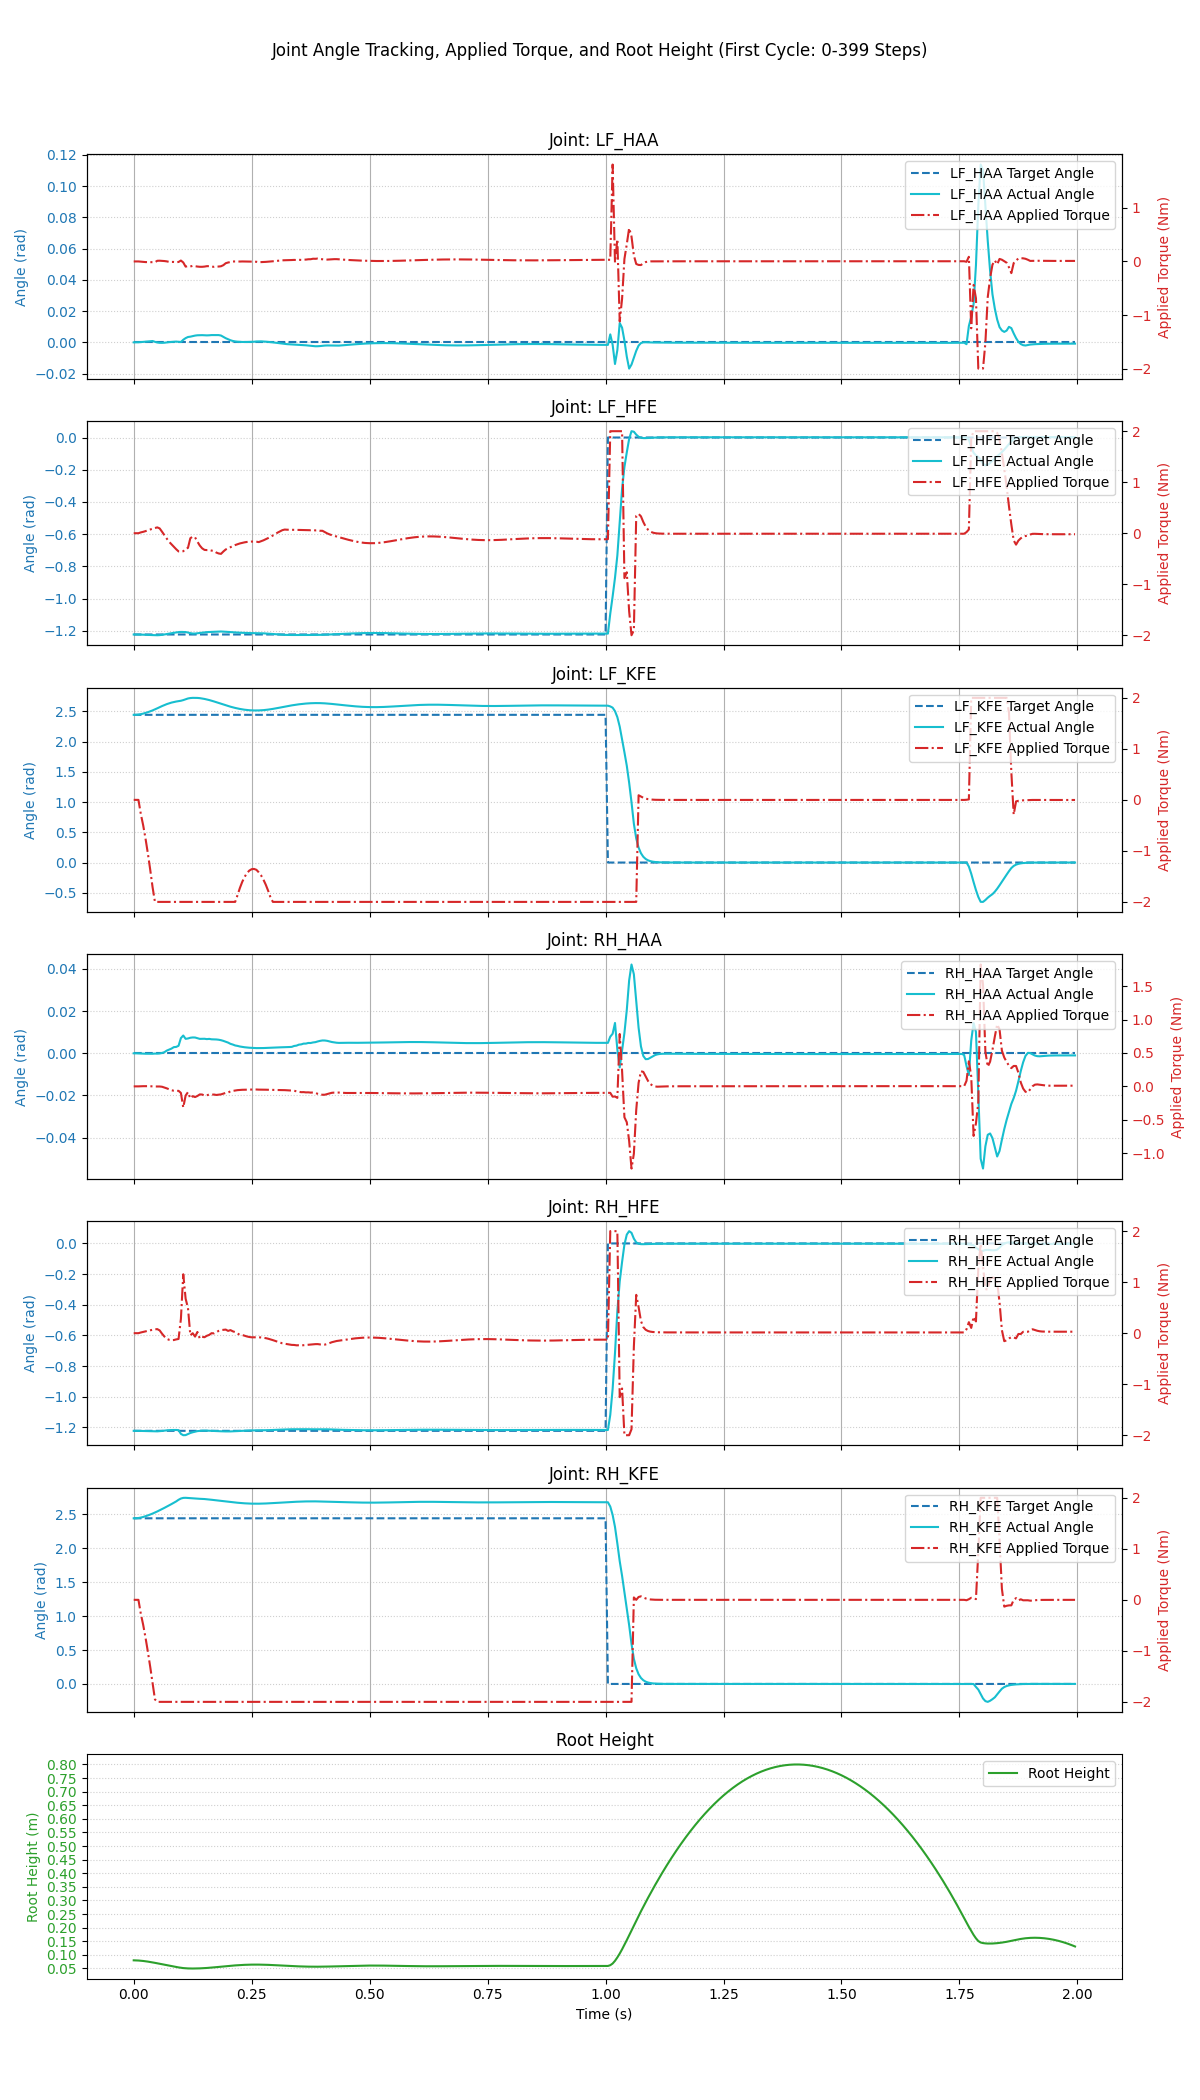 Joint Angle Tracking, Applied Torque, and Root Height (First Cycle: 0-399 Steps)
Joint: LF_HAA
0.12
0.10
0.08
0.06
0.04
0.02
0.00
−0.02
Angle (rad)
LF_HAA Target Angle
LF_HAA Actual Angle
LF_HAA Applied Torque
1
0
−1
−2
Applied Torque (Nm)
Joint: LF_HFE
0.0
−0.2
−0.4
−0.6
−0.8
−1.0
−1.2
Angle (rad)
LF_HFE Target Angle
LF_HFE Actual Angle
LF_HFE Applied Torque
2
1
0
−1
−2
Applied Torque (Nm)
Joint: LF_KFE
2.5
2.0
1.5
1.0
0.5
0.0
−0.5
Angle (rad)
LF_KFE Target Angle
LF_KFE Actual Angle
LF_KFE Applied Torque
2
1
0
−1
−2
Applied Torque (Nm)
Joint: RH_HAA
0.04
0.02
0.00
−0.02
−0.04
Angle (rad)
RH_HAA Target Angle
RH_HAA Actual Angle
RH_HAA Applied Torque
1.5
1.0
0.5
0.0
−0.5
−1.0
Applied Torque (Nm)
Joint: RH_HFE
0.0
−0.2
−0.4
−0.6
−0.8
−1.0
−1.2
Angle (rad)
RH_HFE Target Angle
RH_HFE Actual Angle
RH_HFE Applied Torque
2
1
0
−1
−2
Applied Torque (Nm)
Joint: RH_KFE
2.5
2.0
1.5
1.0
0.5
0.0
Angle (rad)
RH_KFE Target Angle
RH_KFE Actual Angle
RH_KFE Applied Torque
2
1
0
−1
−2
Applied Torque (Nm)
Root Height
0.80
0.75
0.70
0.65
0.60
0.55
0.50
0.45
0.40
0.35
0.30
0.25
0.20
0.15
0.10
0.05
Root Height (m)
Root Height
0.00 0.25 0.50 0.75 1.00 1.25 1.50 1.75 2.00
Time (s)